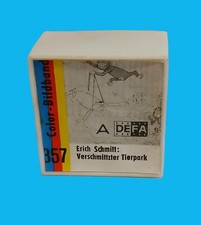 Color-Bildband
A DEFA
357
Erich Schmitt:
Verschmitzter Tierpark